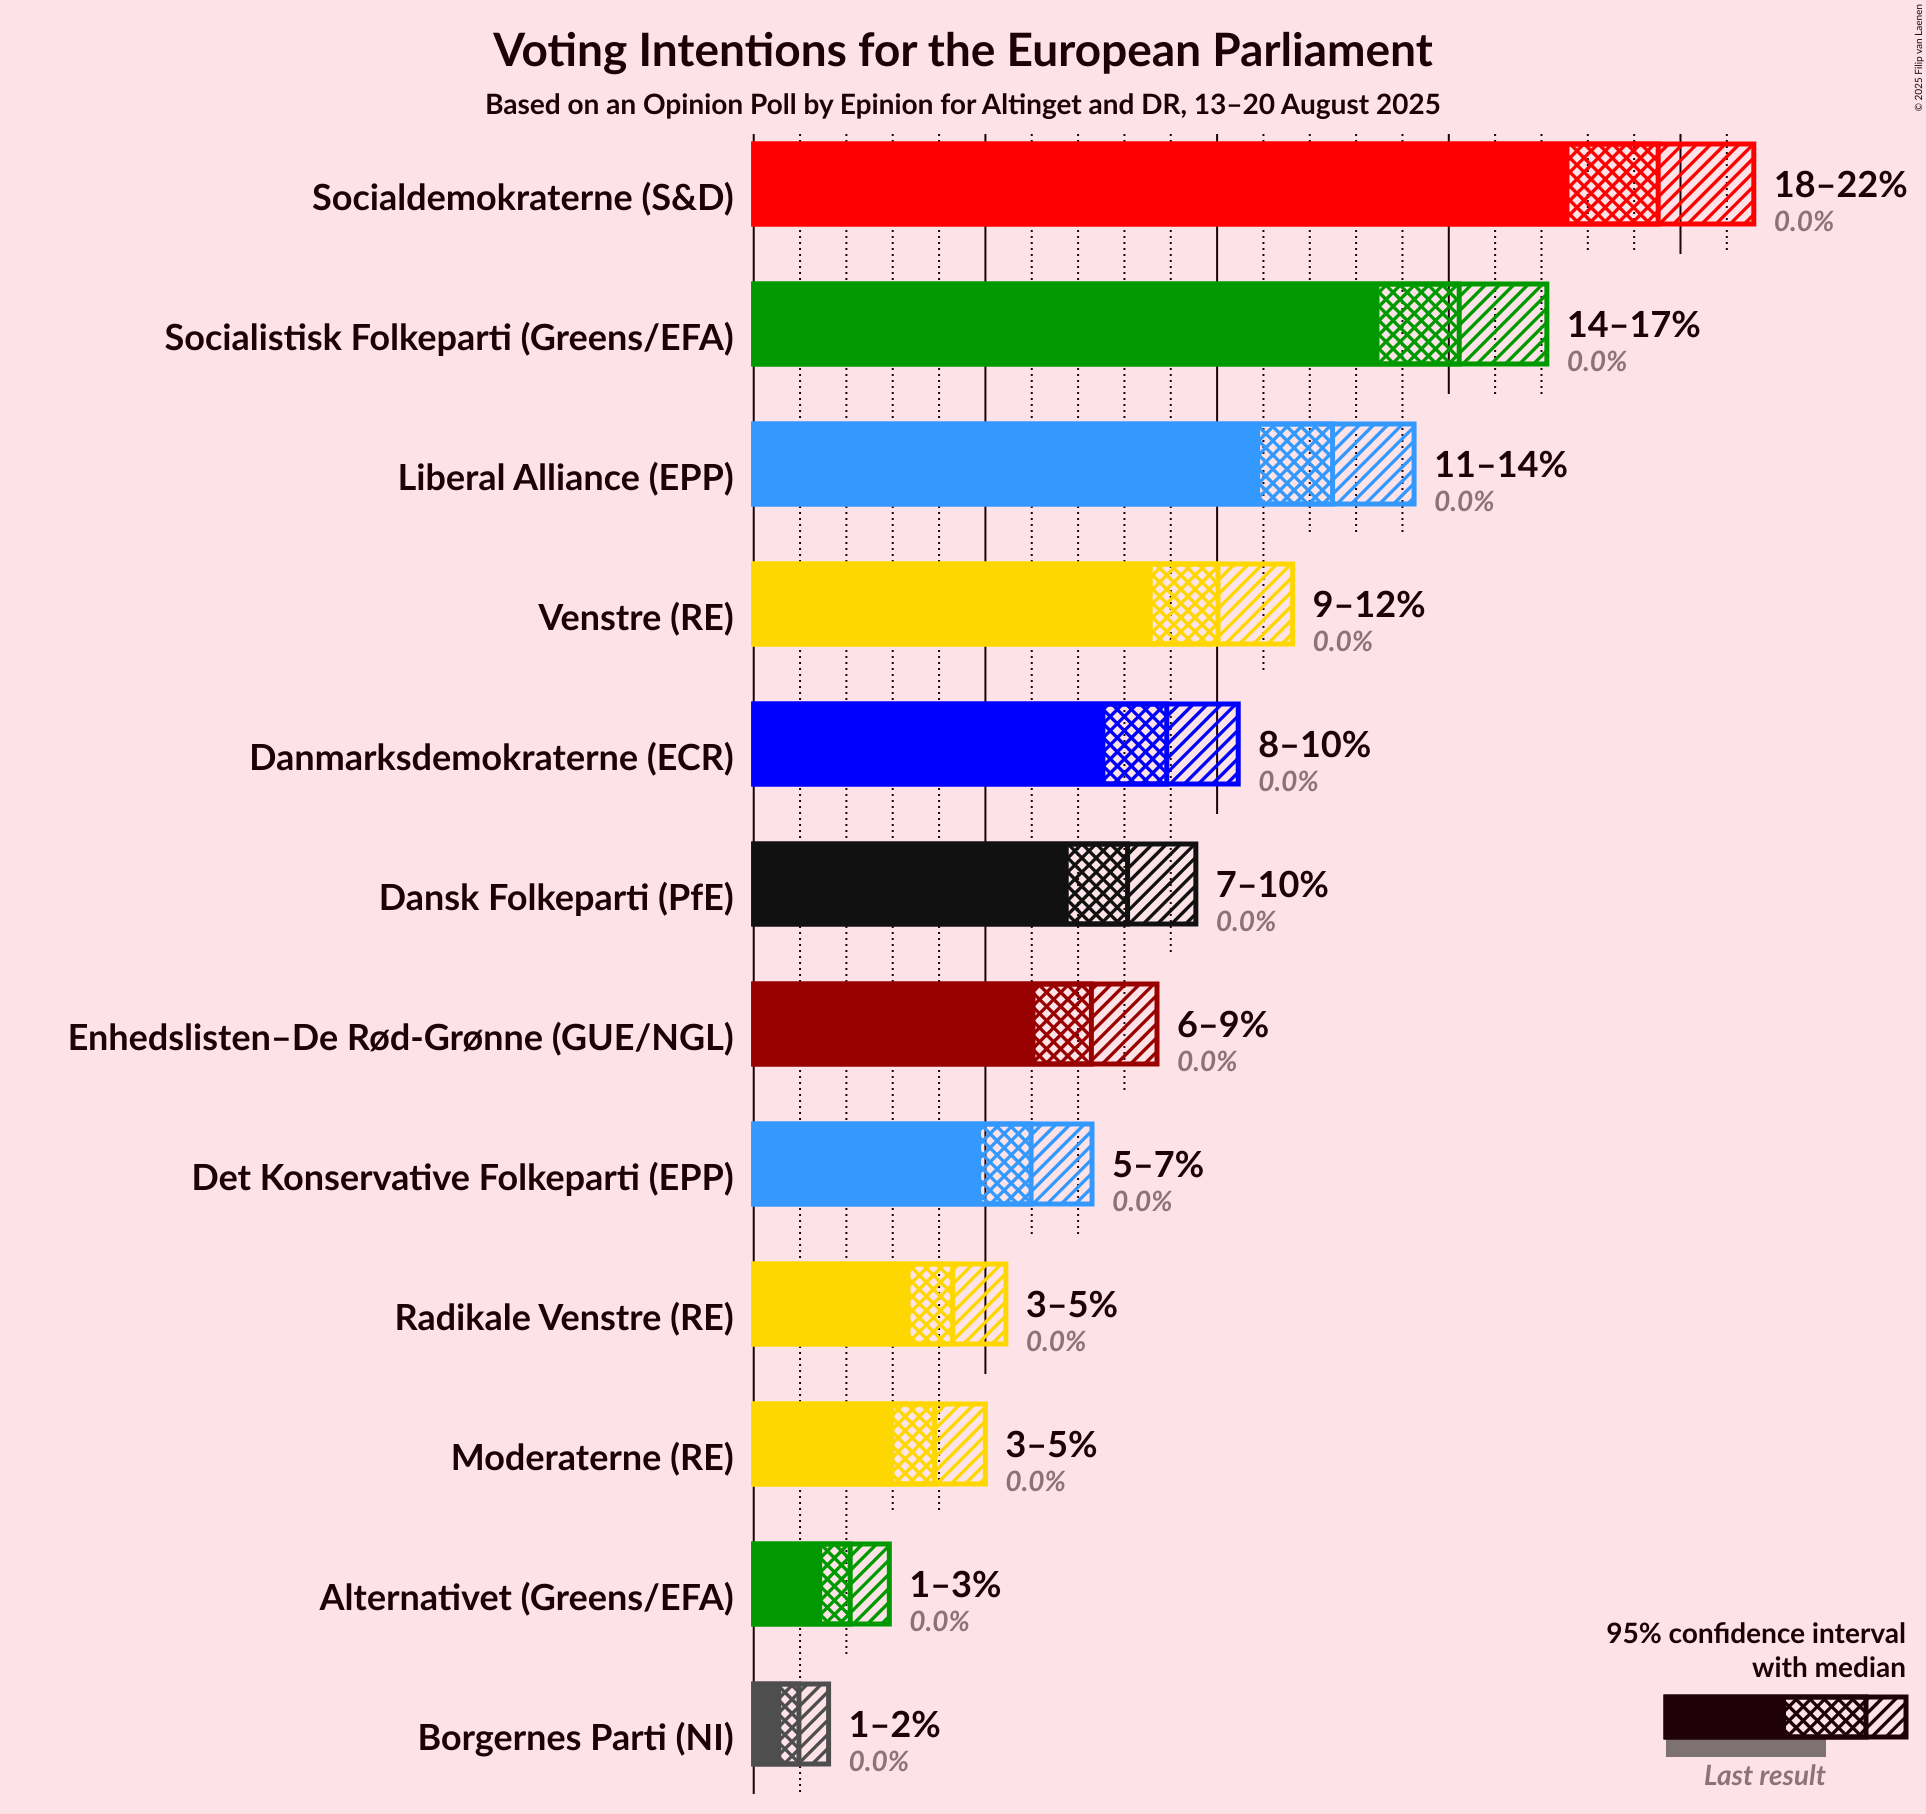 Voting Intentions for the European Parliament
Based on an Opinion Poll by Epinion for Altinget and DR, 13–20 August 2025
© 2025 Filip van Laenen
Socialdemokraterne (S&D)
18–22%
0.0%
Socialistisk Folkeparti (Greens/EFA)
14–17%
0.0%
Liberal Alliance (EPP)
11–14%
0.0%
Venstre (RE)
9–12%
0.0%
Danmarksdemokraterne (ECR)
8–10%
0.0%
Dansk Folkeparti (PfE)
7–10%
0.0%
Enhedslisten–De Rød-Grønne (GUE/NGL)
6–9%
0.0%
Det Konservative Folkeparti (EPP)
5–7%
0.0%
Radikale Venstre (RE)
3–5%
0.0%
Moderaterne (RE)
3–5%
0.0%
Alternativet (Greens/EFA)
1–3%
0.0%
Borgernes Parti (NI)
1–2%
0.0%
95% confidence interval
with median
Last result